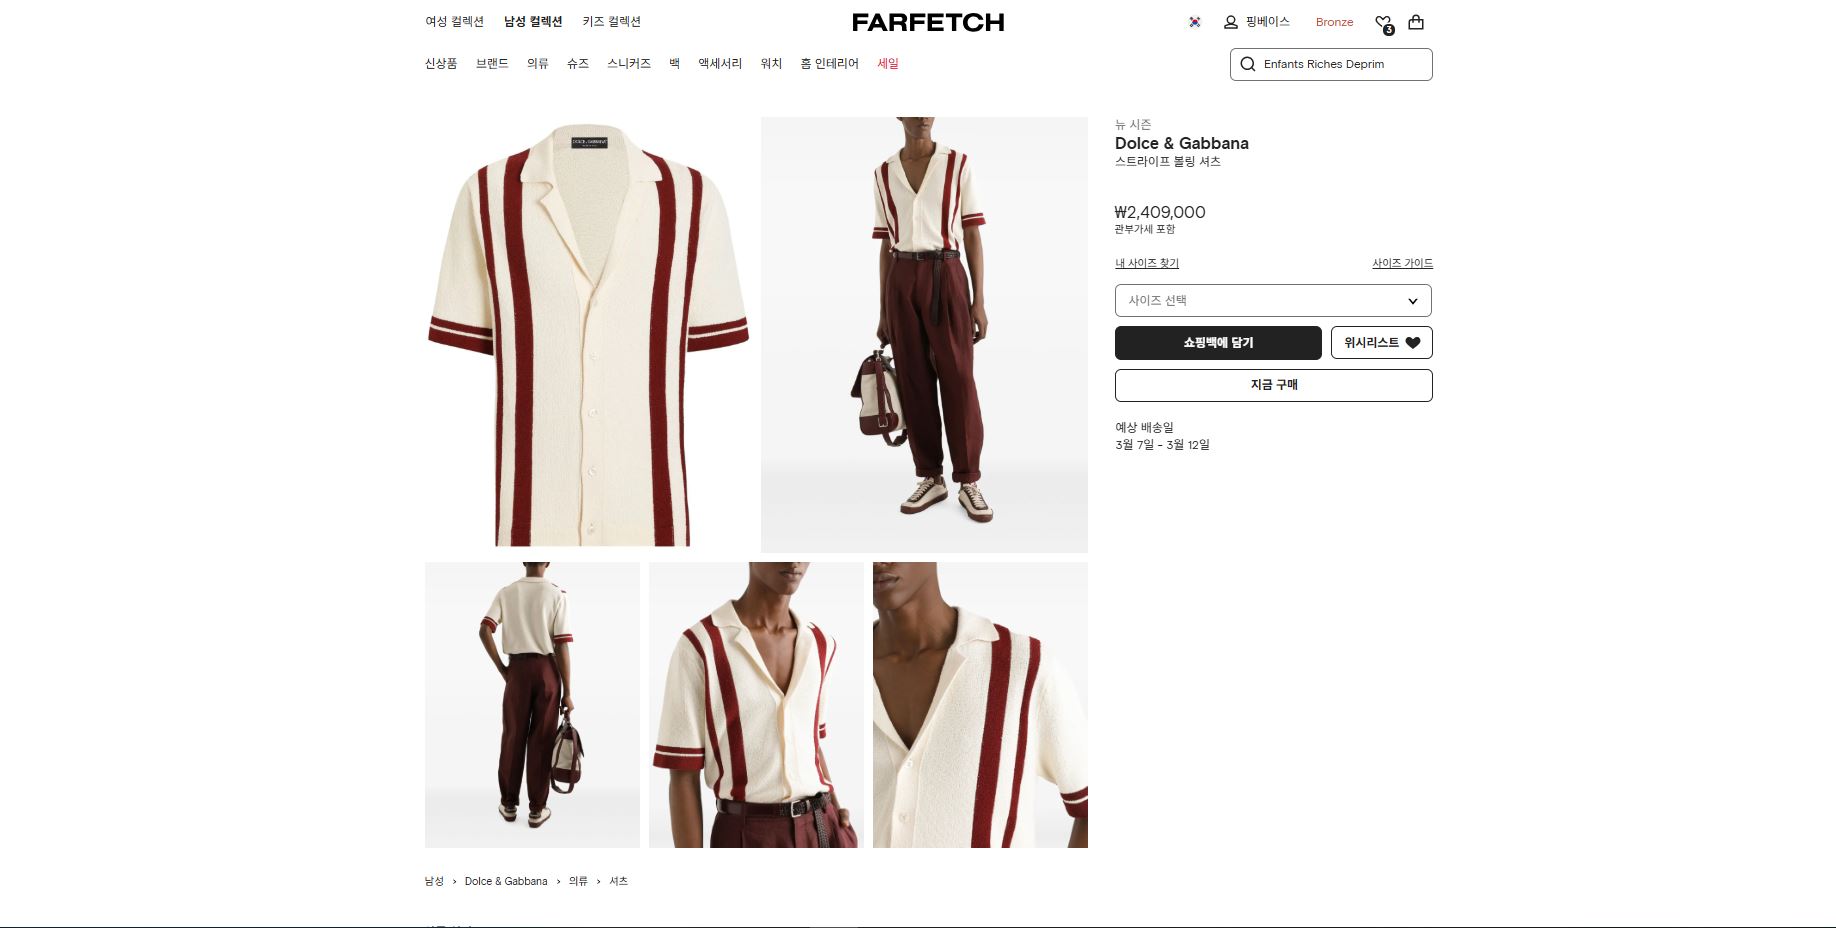 여성 컬렉션 남성 컬렉션 키즈 컬렉션
FARFETCH
핑베이스 Bronze 3
신상품 브랜드 의류 슈즈 스니커즈 백 액세서리 워치 홈 인테리어 세일
Enfants Riches Deprim
DOLCE & GABBANA
뉴 시즌
Dolce & Gabbana
스트라이프 볼링 셔츠
₩2,409,000
관부가세 포함
내 사이즈 찾기 사이즈 가이드
사이즈 선택
쇼핑백에 담기 위시리스트
지금 구매
예상 배송일
3월 7일 - 3월 12일
남성 › Dolce & Gabbana › 의류 › 셔츠